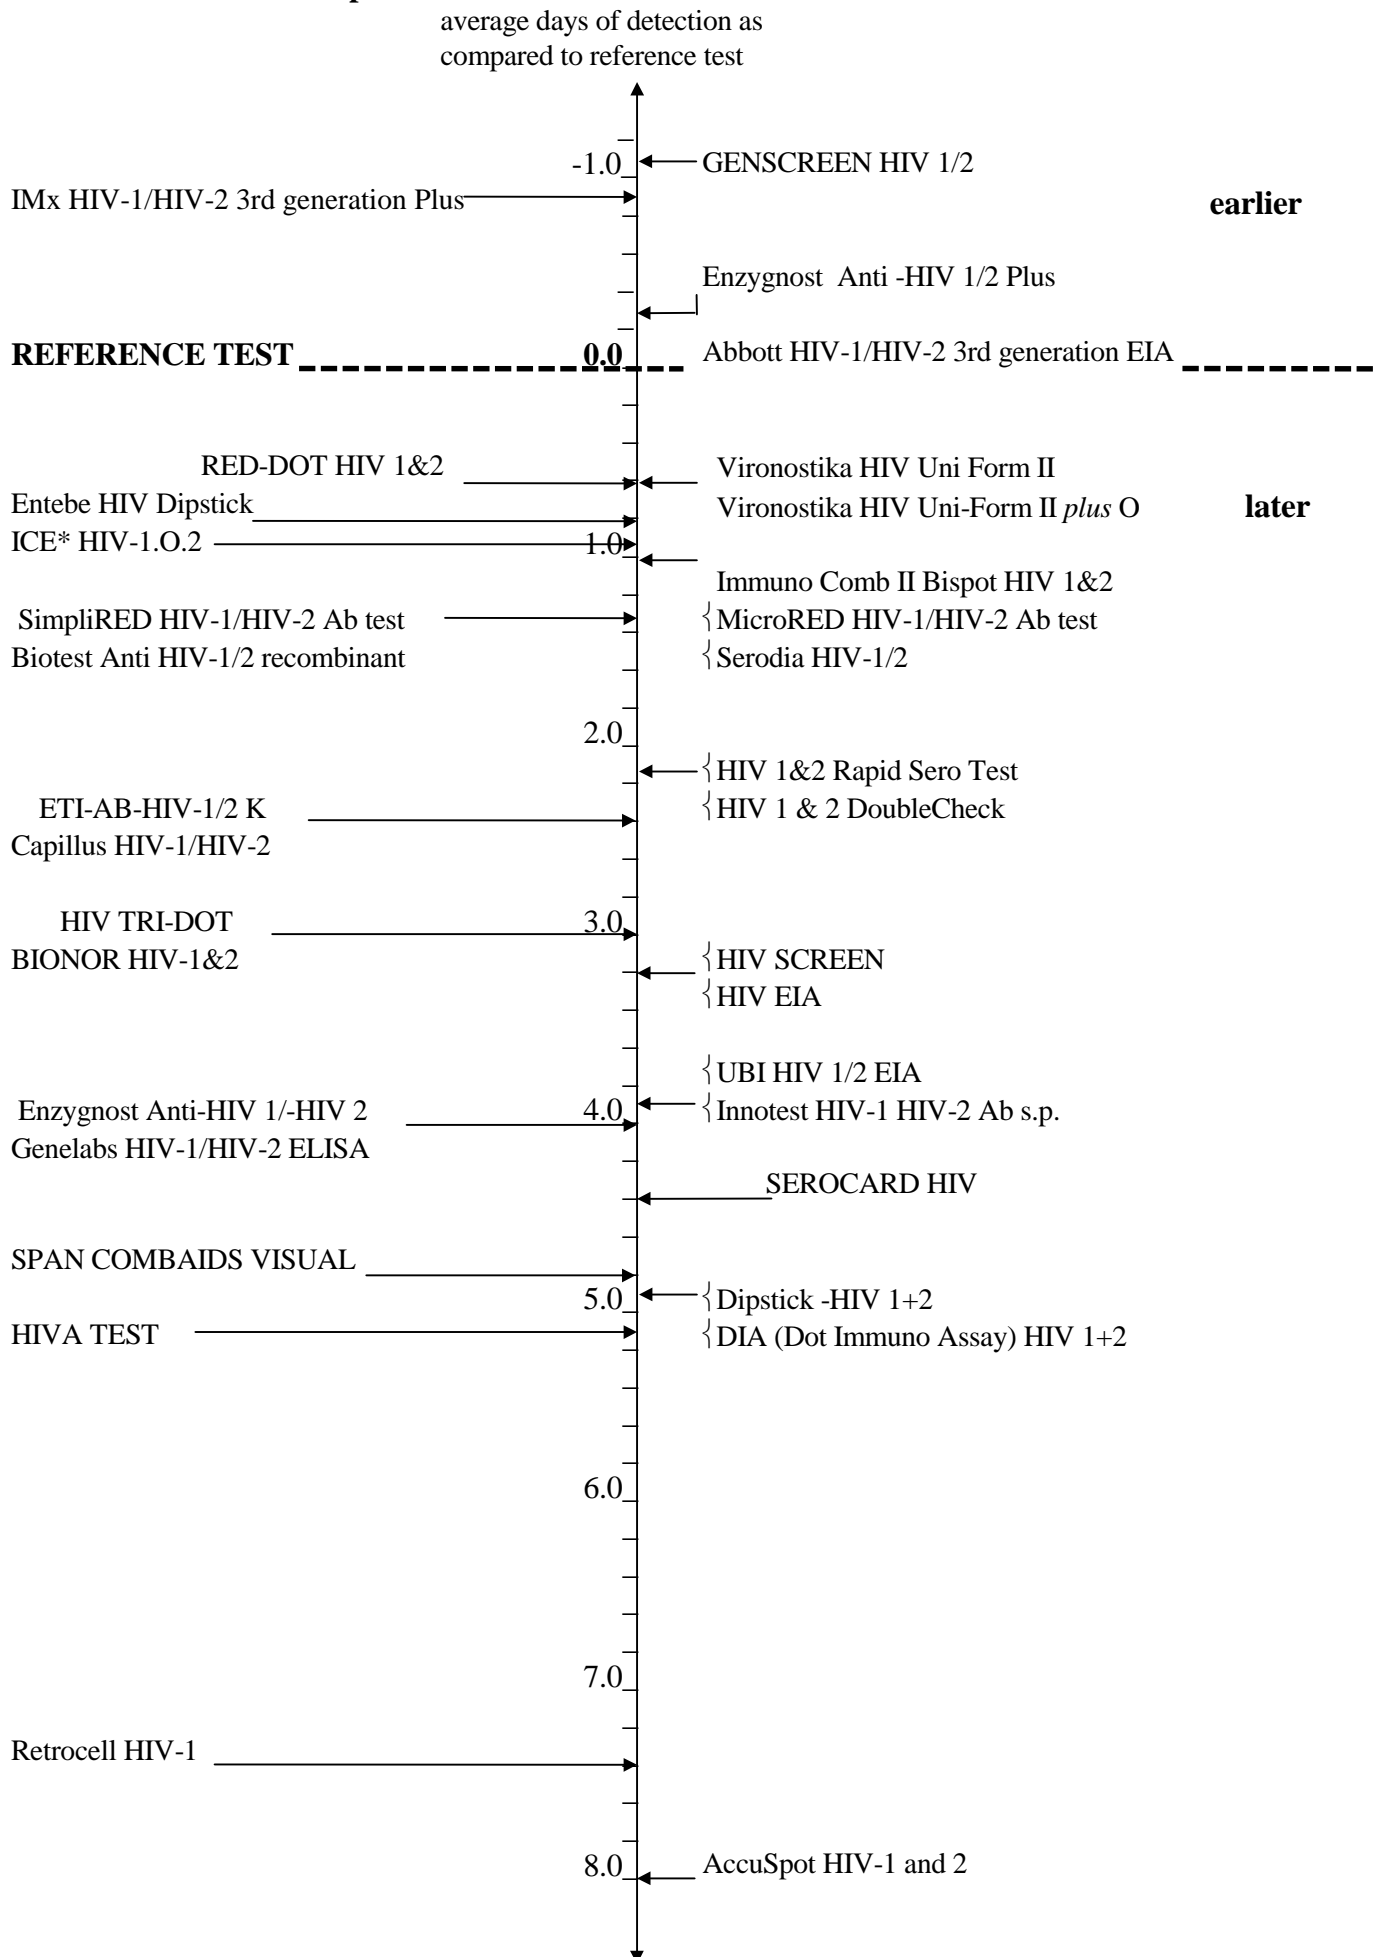 average days of detection as
compared to reference test
-1.0
GENSCREEN HIV 1/2
IMx HIV-1/HIV-2 3rd generation Plus
earlier
Enzygnost Anti -HIV 1/2 Plus
REFERENCE TEST
0.0
Abbott HIV-1/HIV-2 3rd generation EIA
RED-DOT HIV 1&2
Vironostika HIV Uni Form II
Entebe HIV Dipstick
Vironostika HIV Uni-Form II plus O
later
ICE* HIV-1.O.2
1.0
Immuno Comb II Bispot HIV 1&2
SimpliRED HIV-1/HIV-2 Ab test
MicroRED HIV-1/HIV-2 Ab test
Biotest Anti HIV-1/2 recombinant
Serodia HIV-1/2
2.0
HIV 1&2 Rapid Sero Test
ETI-AB-HIV-1/2 K
HIV 1 & 2 DoubleCheck
Capillus HIV-1/HIV-2
HIV TRI-DOT
3.0
BIONOR HIV-1&2
HIV SCREEN
HIV EIA
UBI HIV 1/2 EIA
Enzygnost Anti-HIV 1/-HIV 2
4.0
Innotest HIV-1 HIV-2 Ab s.p.
Genelabs HIV-1/HIV-2 ELISA
SEROCARD HIV
SPAN COMBAIDS VISUAL
5.0
Dipstick -HIV 1+2
HIVA TEST
DIA (Dot Immuno Assay) HIV 1+2
6.0
7.0
Retrocell HIV-1
8.0
AccuSpot HIV-1 and 2